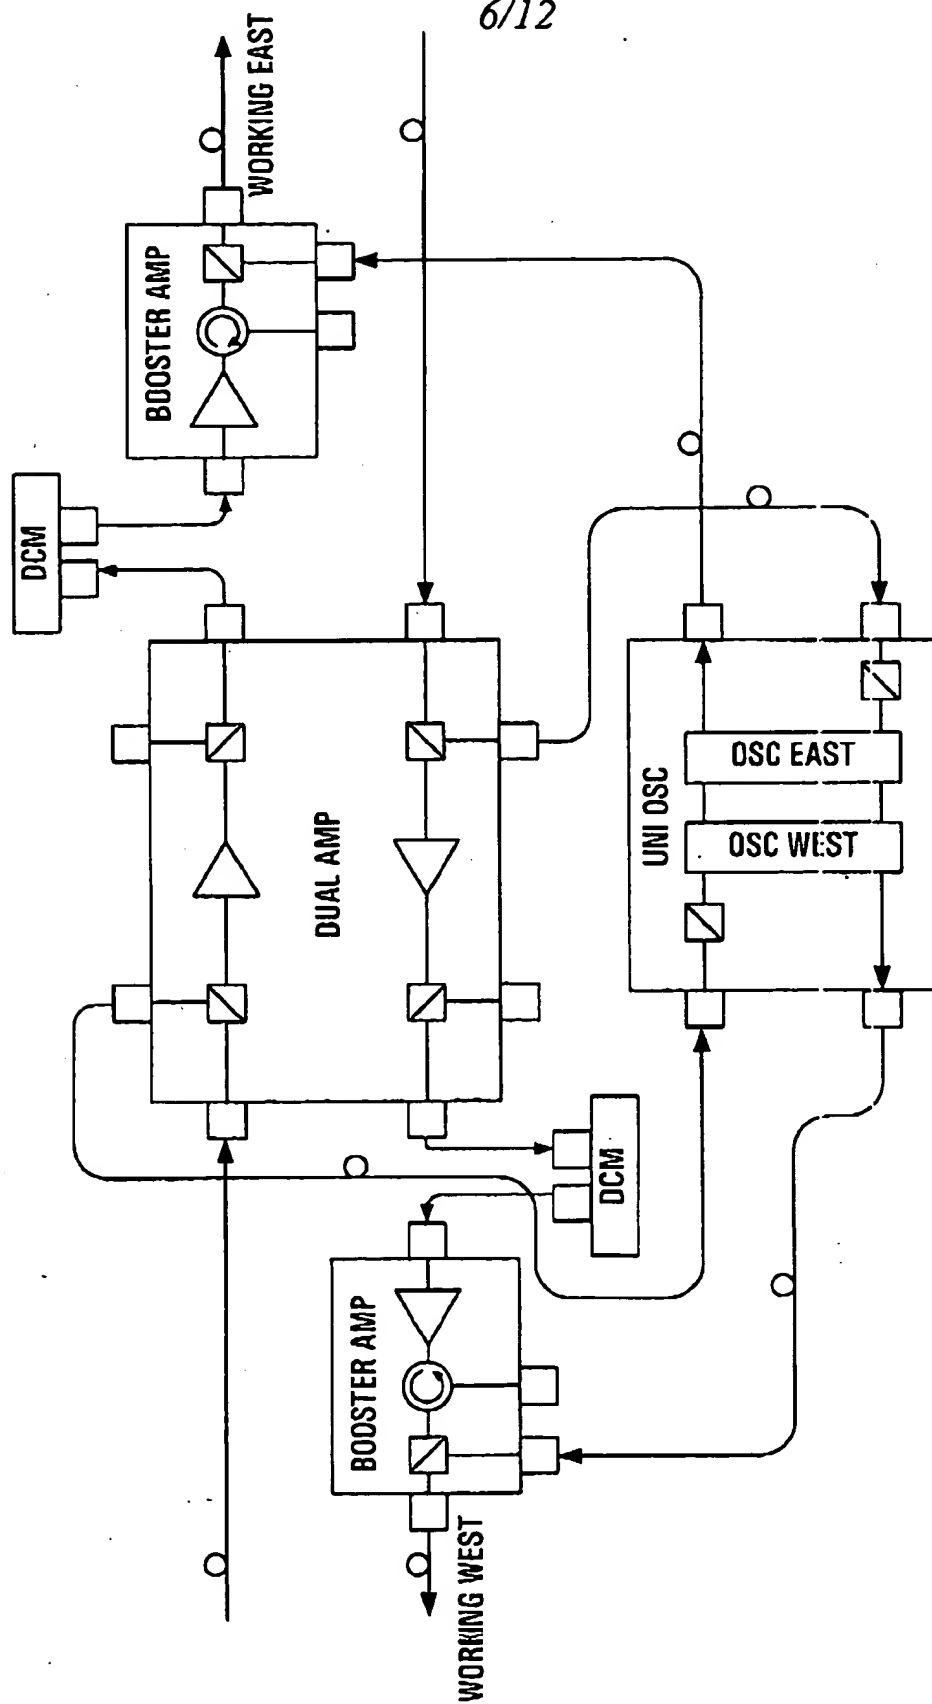 6/12
WORKING EAST
BOOSTER AMP
DCM
DUAL AMP
UNI OSC
OSC EAST
OSC WEST
DCM
BOOSTER AMP
WORKING WEST